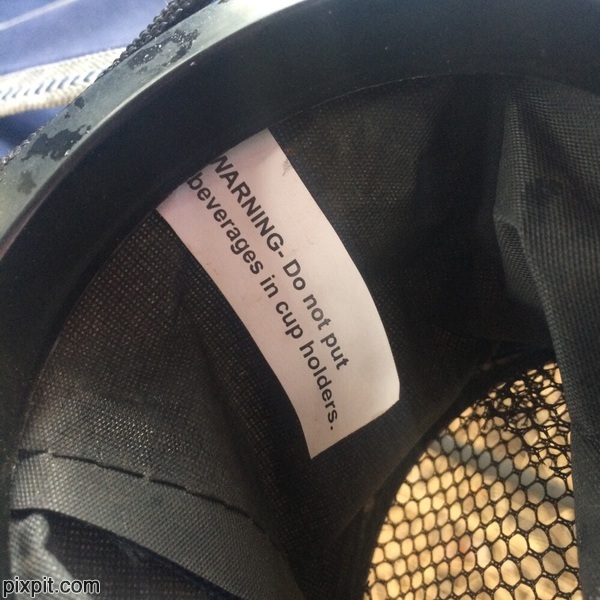 WARNING- Do not put
beverages in cup holders.
pixpit.com